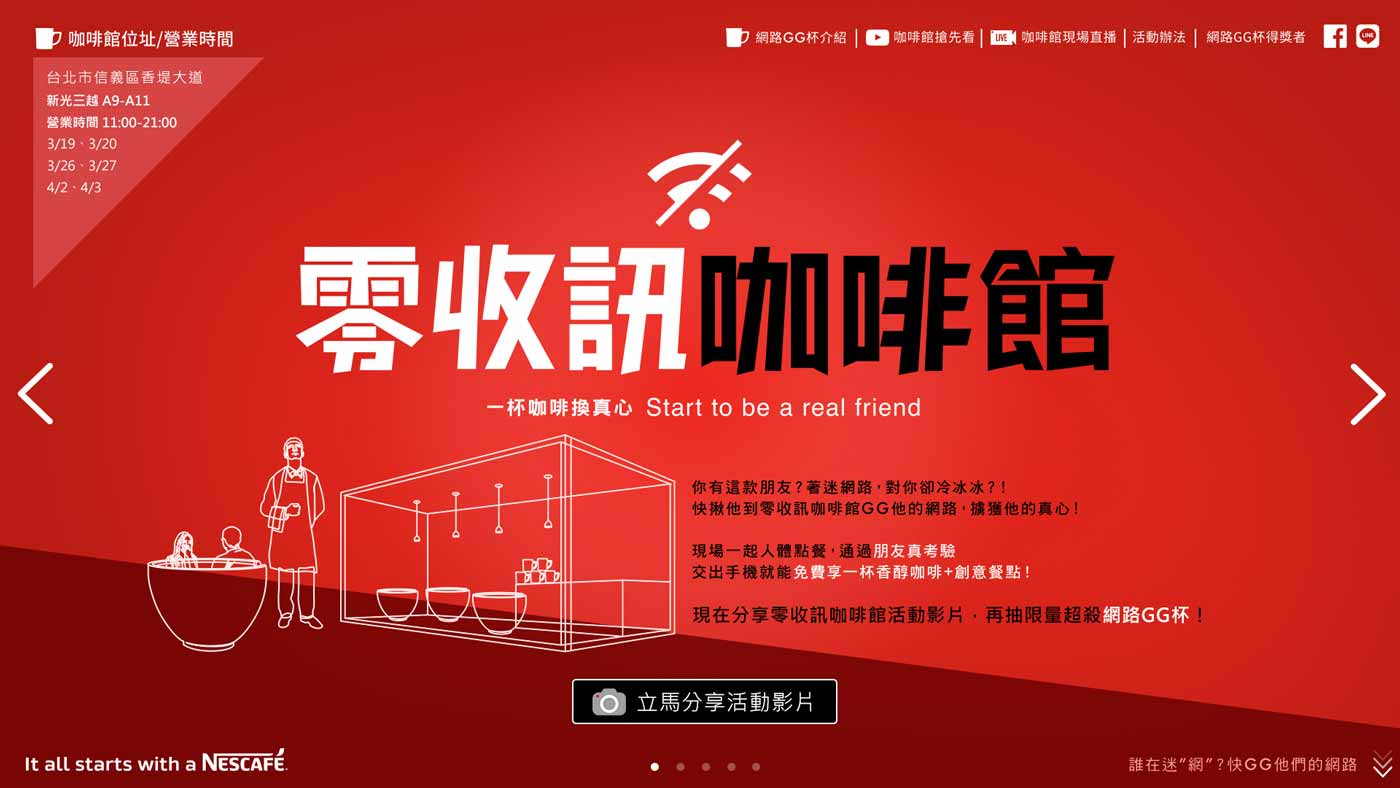 咖啡館位址/營業時間
台北市信義區香堤大道
新光三越 A9-A11
營業時間 11:00-21:00
3/19、3/20
3/26、3/27
4/2、4/3
網路GG杯介紹
咖啡館搶先看
LIVE 咖啡館現場直播
活動辦法
網路GG杯得獎者
LINE
零收訊咖啡館
一杯咖啡換真心 Start to be a real friend
你有這款朋友?著迷網路,對你卻冷冰冰?!
快揪他到零收訊咖啡館GG他的網路,擄獲他的真心!
現場一起人體點餐,通過朋友真考驗
交出手機就能免費享一杯香醇咖啡+創意餐點!
現在分享零收訊咖啡館活動影片,再抽限量超殺網路GG杯!
立馬分享活動影片
It all starts with a NESCAFÉ.
誰在迷"網"?快GG他們的網路